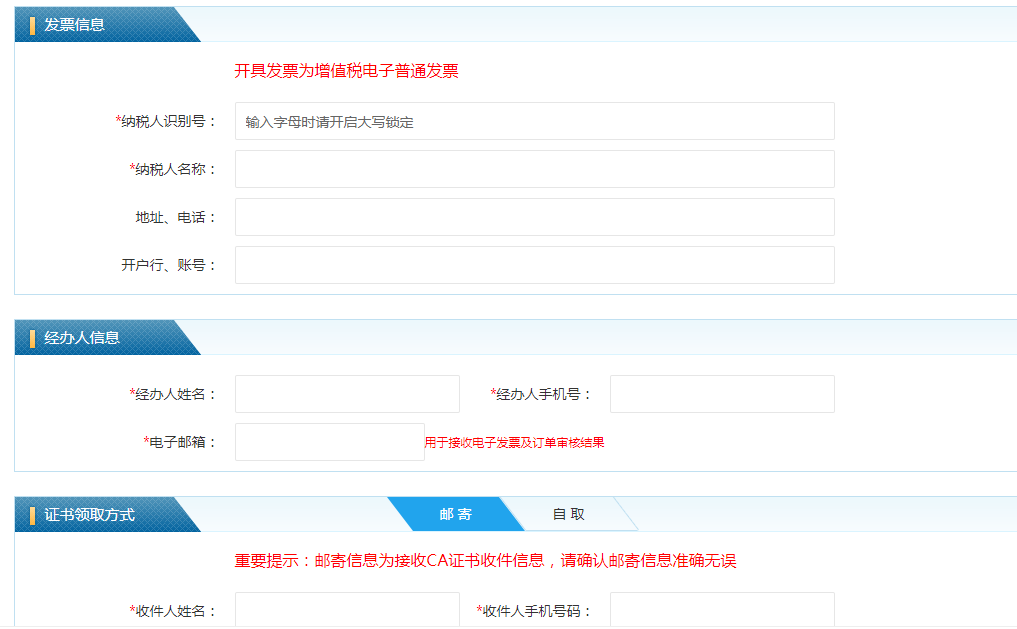 发票信息
开具发票为增值税电子普通发票
*纳税人识别号： 输入字母时请开启大写锁定
*纳税人名称：
地址、电话：
开户行、账号：
经办人信息
*经办人姓名： *经办人手机号：
*电子邮箱： 用于接收电子发票及订单审核结果
证书领取方式 邮寄 自取
重要提示：邮寄信息为接收CA证书收件信息，请确认邮寄信息准确无误
*收件人姓名： *收件人手机号码：